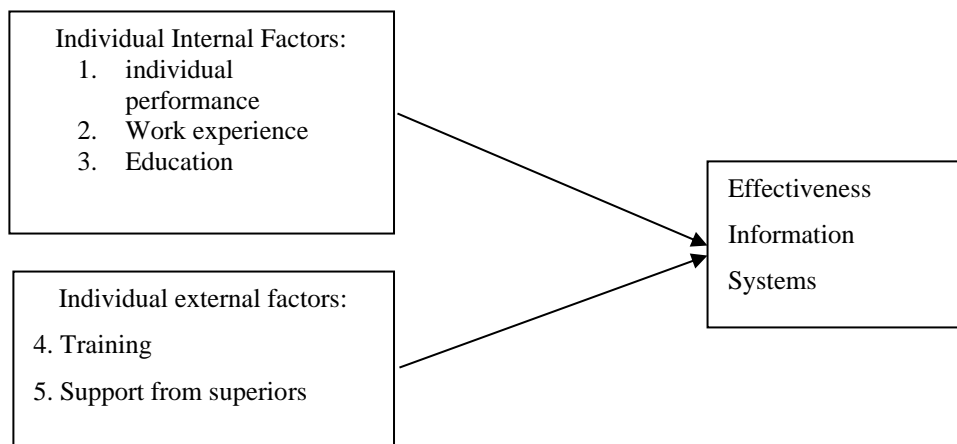 Individual Internal Factors:
1. individual
performance
2. Work experience
3. Education
Effectiveness
Information
Systems
Individual external factors:
4. Training
5. Support from superiors